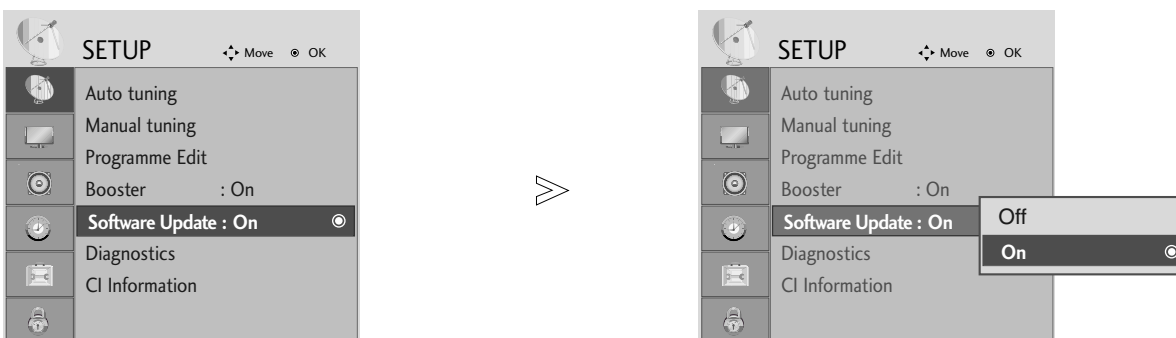 SETUP Move OK
Auto tuning
Manual tuning
Programme Edit
Booster : On
Software Update : On
Diagnostics
CI Information
SETUP Move OK
Auto tuning
Manual tuning
Programme Edit
Booster : On
Software Update : On
Diagnostics
CI Information
Off
On